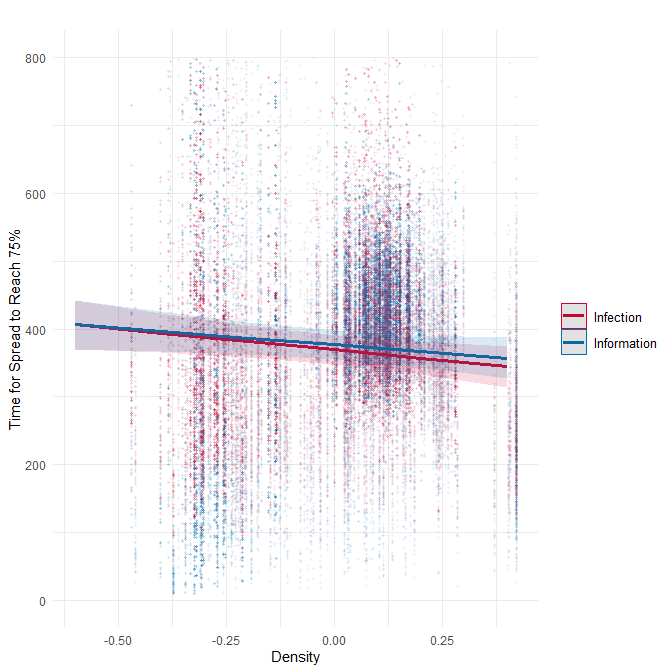 Time for Spread to Reach 75%
800
600
400
200
0
-0.50 -0.25 0.00 0.25
Density
Infection
Information